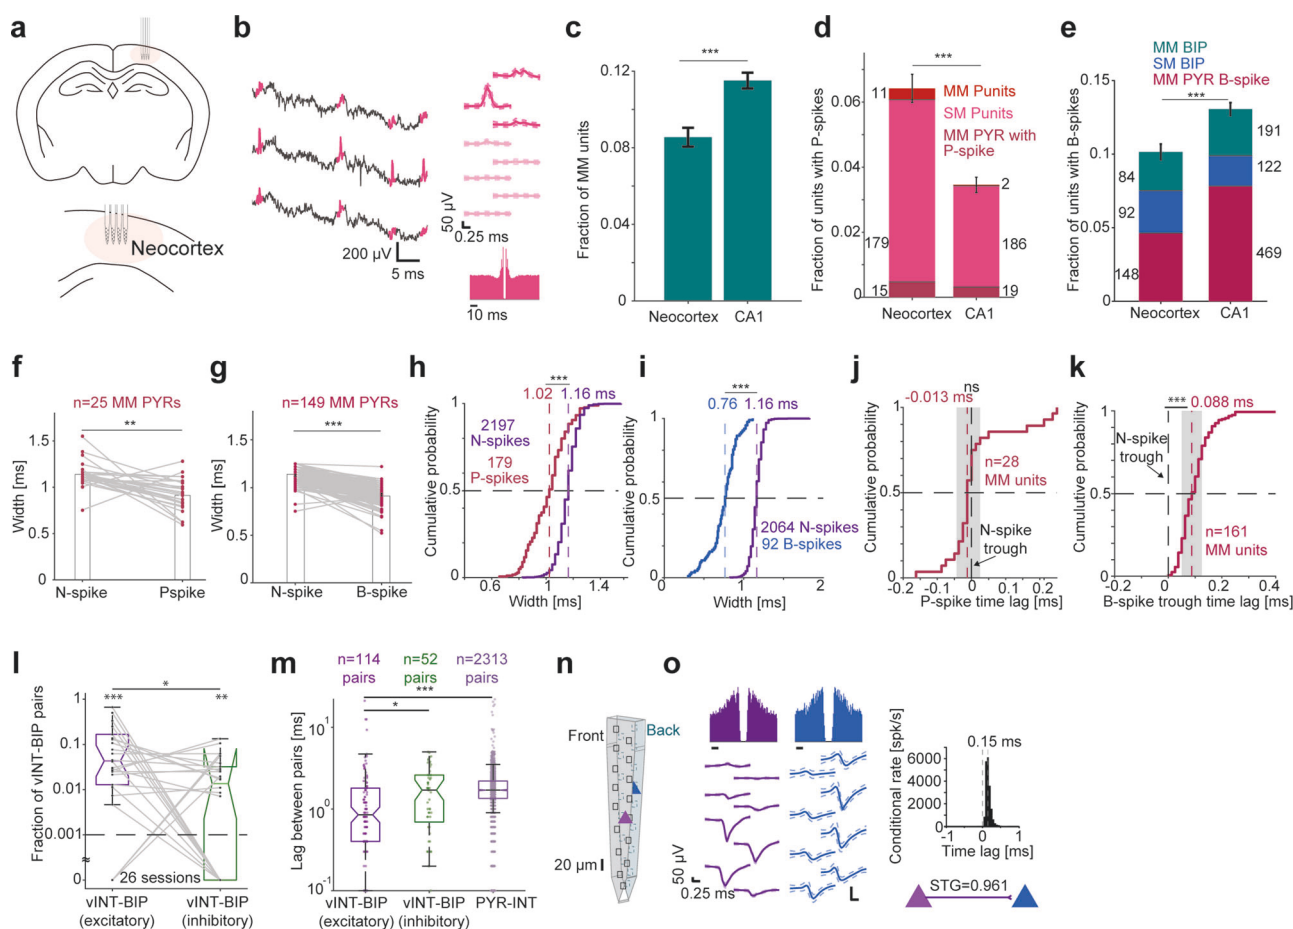 a
Neocortex
b
200 µV
5 ms
50 µV
0.25 ms
10 ms
c
***
Fraction of MM units
0.12
0.08
0.04
0
Neocortex
CA1
d
***
Fraction of units with P-spikes
0.06
0.04
0.02
0
11
MM Punits
SM Punits
MM PYR with
P-spike
2
179
186
15
19
Neocortex
CA1
e
MM BIP
SM BIP
MM PYR B-spike
***
Fraction of units with B-spikes
0.15
0.1
0.05
0
84
92
148
191
122
469
Neocortex
CA1
f
n=25 MM PYRs
**
Width [ms]
1.5
1
0.5
0
N-spike
Pspike
g
n=149 MM PYRs
***
Width [ms]
1.5
1
0.5
0
N-spike
B-spike
h
***
1.02
1.16 ms
2197
N-spikes
179
P-spikes
Cumulative probability
1
0.5
0
0.6
1
1.5
Width [ms]
i
***
0.76
1.16 ms
2064 N-spikes
92 B-spikes
Cumulative probability
1
0.5
0
0
1
2
Width [ms]
j
ns
-0.013 ms
n=28
MM units
N-spike
trough
Cumulative probability
1
0.5
0
-0.2
-0.1
0
0.1
0.2
P-spike time lag [ms]
k
***
0.088 ms
N-spike
trough
n=161
MM units
Cumulative probability
1
0.5
0
-0.2
0
0.2
0.4
B-spike trough time lag [ms]
l
*
***
**
Fraction of vINT-BIP pairs
1
0.1
0.01
0.001
≈
0
26 sessions
vINT-BIP
(excitatory)
vINT-BIP
(inhibitory)
m
n=114
pairs
n=52
pairs
n=2313
pairs
***
*
Lag between pairs [ms]
10¹
10⁰
10⁻¹
vINT-BIP
(excitatory)
vINT-BIP
(inhibitory)
PYR-INT
n
Front
Back
20 µm
o
50 µV
0.25 ms
Conditional rate [spk/s]
0.15 ms
8000
6000
4000
2000
0
-1
0
1
Time lag [ms]
STG=0.961